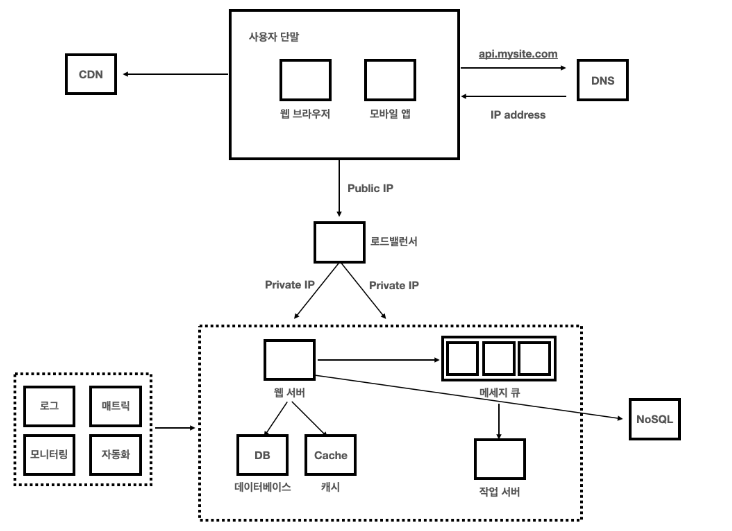 사용자 단말
api.mysite.com
CDN
DNS
웹 브라우저
모바일 앱
IP address
Public IP
로드밸런서
Private IP
Private IP
웹 서버
메세지 큐
로그
매트릭
NoSQL
모니터링
자동화
DB
Cache
데이터베이스
캐시
작업 서버